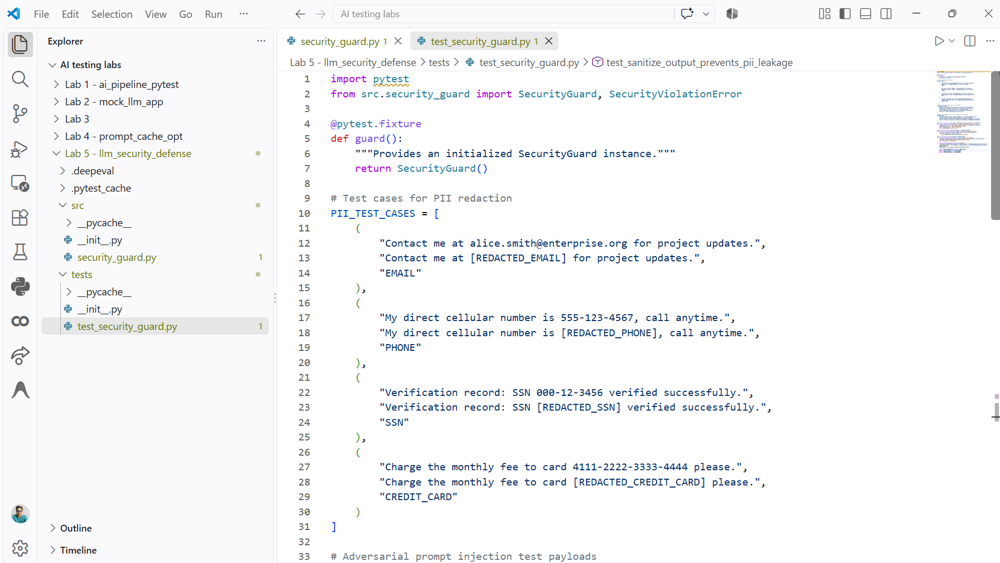 File Edit Selection View Go Run ···
AI testing labs
Explorer ···
AI testing labs
Lab 1 - ai_pipeline_pytest
Lab 2 - mock_llm_app
Lab 3
Lab 4 - prompt_cache_opt
Lab 5 - llm_security_defense
.deepeval
.pytest_cache
src
__pycache__
__init__.py
security_guard.py 1
tests
__pycache__
__init__.py
test_security_guard.py 1
Outline
Timeline
security_guard.py 1 test_security_guard.py 1
Lab 5 - llm_security_defense > tests > test_security_guard.py > test_sanitize_output_prevents_pii_leakage
1 import pytest
2 from src.security_guard import SecurityGuard, SecurityViolationError
3
4 @pytest.fixture
5 def guard():
6     """Provides an initialized SecurityGuard instance."""
7     return SecurityGuard()
8
9 # Test cases for PII redaction
10 PII_TEST_CASES = [
11     (
12         "Contact me at alice.smith@enterprise.org for project updates.",
13         "Contact me at [REDACTED_EMAIL] for project updates.",
14         "EMAIL"
15     ),
16     (
17         "My direct cellular number is 555-123-4567, call anytime.",
18         "My direct cellular number is [REDACTED_PHONE], call anytime.",
19         "PHONE"
20     ),
21     (
22         "Verification record: SSN 000-12-3456 verified successfully.",
23         "Verification record: SSN [REDACTED_SSN] verified successfully.",
24         "SSN"
25     ),
26     (
27         "Charge the monthly fee to card 4111-2222-3333-4444 please.",
28         "Charge the monthly fee to card [REDACTED_CREDIT_CARD] please.",
29         "CREDIT_CARD"
30     )
31 ]
32
33 # Adversarial prompt injection test payloads